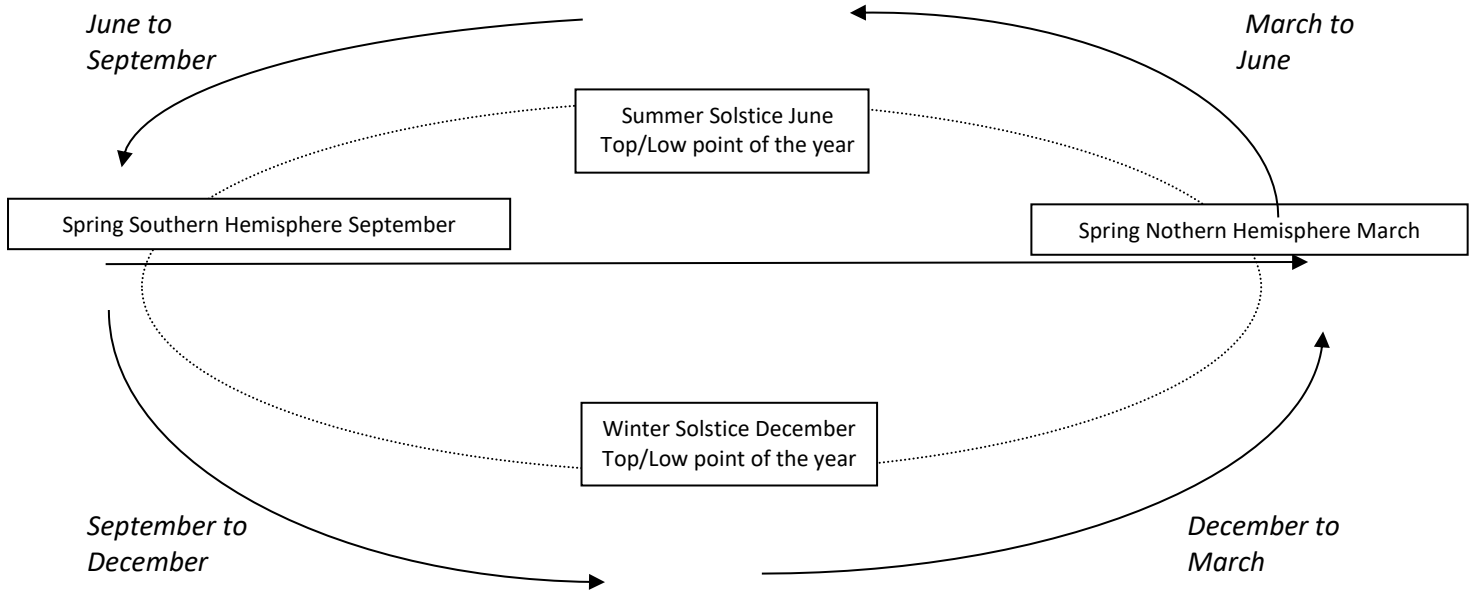 June to
September
March to
June
Summer Solstice June
Top/Low point of the year
Spring Southern Hemisphere September
Spring Nothern Hemisphere March
Winter Solstice December
Top/Low point of the year
September to
December
December to
March